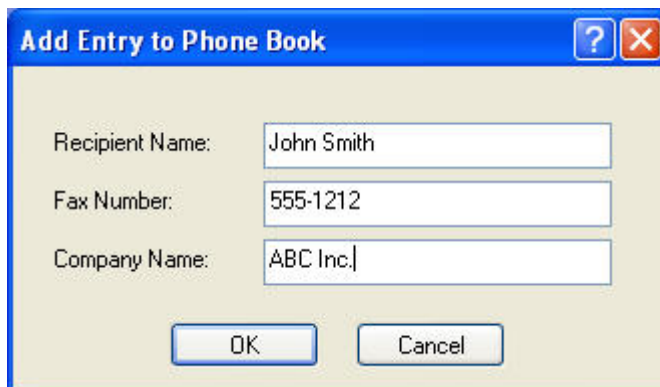 Add Entry to Phone Book
Recipient Name: John Smith
Fax Number: 555-1212
Company Name: ABC Inc.
OK Cancel